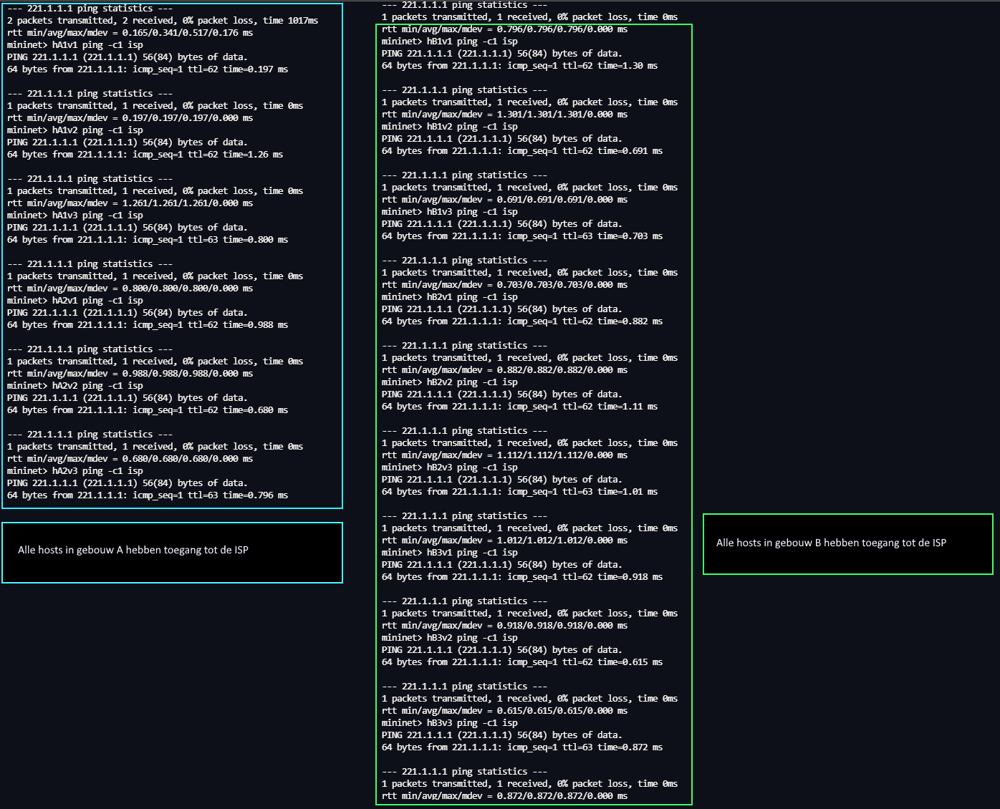 --- 221.1.1.1 ping statistics ---
2 packets transmitted, 2 received, 0% packet loss, time 1017ms
rtt min/avg/max/mdev = 0.165/0.341/0.517/0.176 ms
mininet> hA1v1 ping -c1 isp
PING 221.1.1.1 (221.1.1.1) 56(84) bytes of data.
64 bytes from 221.1.1.1: icmp_seq=1 ttl=62 time=0.197 ms
--- 221.1.1.1 ping statistics ---
1 packets transmitted, 1 received, 0% packet loss, time 0ms
rtt min/avg/max/mdev = 0.197/0.197/0.197/0.000 ms
mininet> hA1v2 ping -c1 isp
PING 221.1.1.1 (221.1.1.1) 56(84) bytes of data.
64 bytes from 221.1.1.1: icmp_seq=1 ttl=62 time=1.26 ms
--- 221.1.1.1 ping statistics ---
1 packets transmitted, 1 received, 0% packet loss, time 0ms
rtt min/avg/max/mdev = 1.261/1.261/1.261/0.000 ms
mininet> hA1v3 ping -c1 isp
PING 221.1.1.1 (221.1.1.1) 56(84) bytes of data.
64 bytes from 221.1.1.1: icmp_seq=1 ttl=63 time=0.800 ms
--- 221.1.1.1 ping statistics ---
1 packets transmitted, 1 received, 0% packet loss, time 0ms
rtt min/avg/max/mdev = 0.800/0.800/0.800/0.000 ms
mininet> hA2v1 ping -c1 isp
PING 221.1.1.1 (221.1.1.1) 56(84) bytes of data.
64 bytes from 221.1.1.1: icmp_seq=1 ttl=62 time=0.988 ms
--- 221.1.1.1 ping statistics ---
1 packets transmitted, 1 received, 0% packet loss, time 0ms
rtt min/avg/max/mdev = 0.988/0.988/0.988/0.000 ms
mininet> hA2v2 ping -c1 isp
PING 221.1.1.1 (221.1.1.1) 56(84) bytes of data.
64 bytes from 221.1.1.1: icmp_seq=1 ttl=62 time=0.680 ms
--- 221.1.1.1 ping statistics ---
1 packets transmitted, 1 received, 0% packet loss, time 0ms
rtt min/avg/max/mdev = 0.680/0.680/0.680/0.000 ms
mininet> hA2v3 ping -c1 isp
PING 221.1.1.1 (221.1.1.1) 56(84) bytes of data.
64 bytes from 221.1.1.1: icmp_seq=1 ttl=63 time=0.796 ms
Alle hosts in gebouw A hebben toegang tot de ISP
--- 221.1.1.1 ping statistics ---
1 packets transmitted, 1 received, 0% packet loss, time 0ms
rtt min/avg/max/mdev = 0.796/0.796/0.796/0.000 ms
mininet> hB1v1 ping -c1 isp
PING 221.1.1.1 (221.1.1.1) 56(84) bytes of data.
64 bytes from 221.1.1.1: icmp_seq=1 ttl=62 time=1.30 ms
--- 221.1.1.1 ping statistics ---
1 packets transmitted, 1 received, 0% packet loss, time 0ms
rtt min/avg/max/mdev = 1.301/1.301/1.301/0.000 ms
mininet> hB1v2 ping -c1 isp
PING 221.1.1.1 (221.1.1.1) 56(84) bytes of data.
64 bytes from 221.1.1.1: icmp_seq=1 ttl=62 time=0.691 ms
--- 221.1.1.1 ping statistics ---
1 packets transmitted, 1 received, 0% packet loss, time 0ms
rtt min/avg/max/mdev = 0.691/0.691/0.691/0.000 ms
mininet> hB1v3 ping -c1 isp
PING 221.1.1.1 (221.1.1.1) 56(84) bytes of data.
64 bytes from 221.1.1.1: icmp_seq=1 ttl=63 time=0.703 ms
--- 221.1.1.1 ping statistics ---
1 packets transmitted, 1 received, 0% packet loss, time 0ms
rtt min/avg/max/mdev = 0.703/0.703/0.703/0.000 ms
mininet> hB2v1 ping -c1 isp
PING 221.1.1.1 (221.1.1.1) 56(84) bytes of data.
64 bytes from 221.1.1.1: icmp_seq=1 ttl=62 time=0.882 ms
--- 221.1.1.1 ping statistics ---
1 packets transmitted, 1 received, 0% packet loss, time 0ms
rtt min/avg/max/mdev = 0.882/0.882/0.882/0.000 ms
mininet> hB2v2 ping -c1 isp
PING 221.1.1.1 (221.1.1.1) 56(84) bytes of data.
64 bytes from 221.1.1.1: icmp_seq=1 ttl=62 time=1.11 ms
--- 221.1.1.1 ping statistics ---
1 packets transmitted, 1 received, 0% packet loss, time 0ms
rtt min/avg/max/mdev = 1.112/1.112/1.112/0.000 ms
mininet> hB2v3 ping -c1 isp
PING 221.1.1.1 (221.1.1.1) 56(84) bytes of data.
64 bytes from 221.1.1.1: icmp_seq=1 ttl=63 time=1.01 ms
--- 221.1.1.1 ping statistics ---
1 packets transmitted, 1 received, 0% packet loss, time 0ms
rtt min/avg/max/mdev = 1.012/1.012/1.012/0.000 ms
mininet> hB3v1 ping -c1 isp
PING 221.1.1.1 (221.1.1.1) 56(84) bytes of data.
64 bytes from 221.1.1.1: icmp_seq=1 ttl=62 time=0.918 ms
--- 221.1.1.1 ping statistics ---
1 packets transmitted, 1 received, 0% packet loss, time 0ms
rtt min/avg/max/mdev = 0.918/0.918/0.918/0.000 ms
mininet> hB3v2 ping -c1 isp
PING 221.1.1.1 (221.1.1.1) 56(84) bytes of data.
64 bytes from 221.1.1.1: icmp_seq=1 ttl=62 time=0.615 ms
--- 221.1.1.1 ping statistics ---
1 packets transmitted, 1 received, 0% packet loss, time 0ms
rtt min/avg/max/mdev = 0.615/0.615/0.615/0.000 ms
mininet> hB3v3 ping -c1 isp
PING 221.1.1.1 (221.1.1.1) 56(84) bytes of data.
64 bytes from 221.1.1.1: icmp_seq=1 ttl=63 time=0.872 ms
--- 221.1.1.1 ping statistics ---
1 packets transmitted, 1 received, 0% packet loss, time 0ms
rtt min/avg/max/mdev = 0.872/0.872/0.872/0.000 ms
Alle hosts in gebouw B hebben toegang tot de ISP